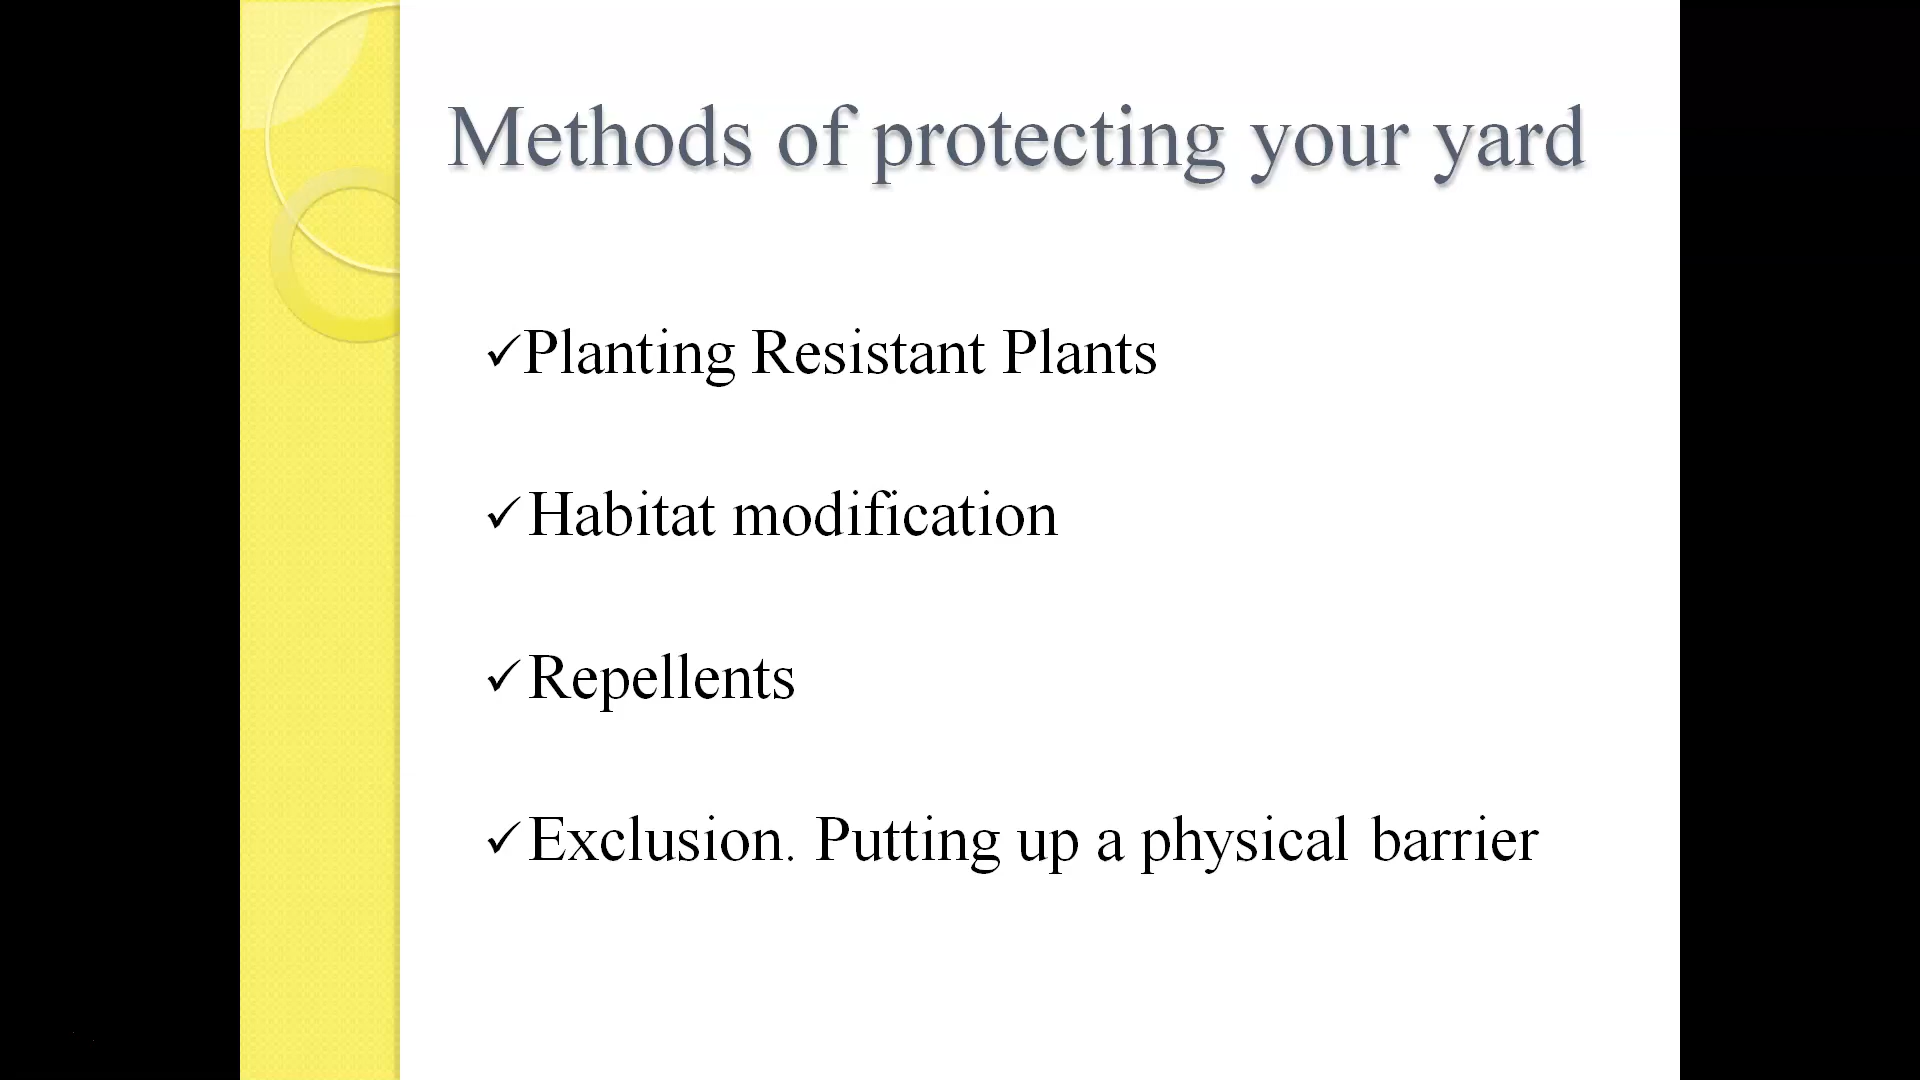 Methods of protecting your yard
✓Planting Resistant Plants
✓Habitat modification
✓Repellents
✓Exclusion. Putting up a physical barrier